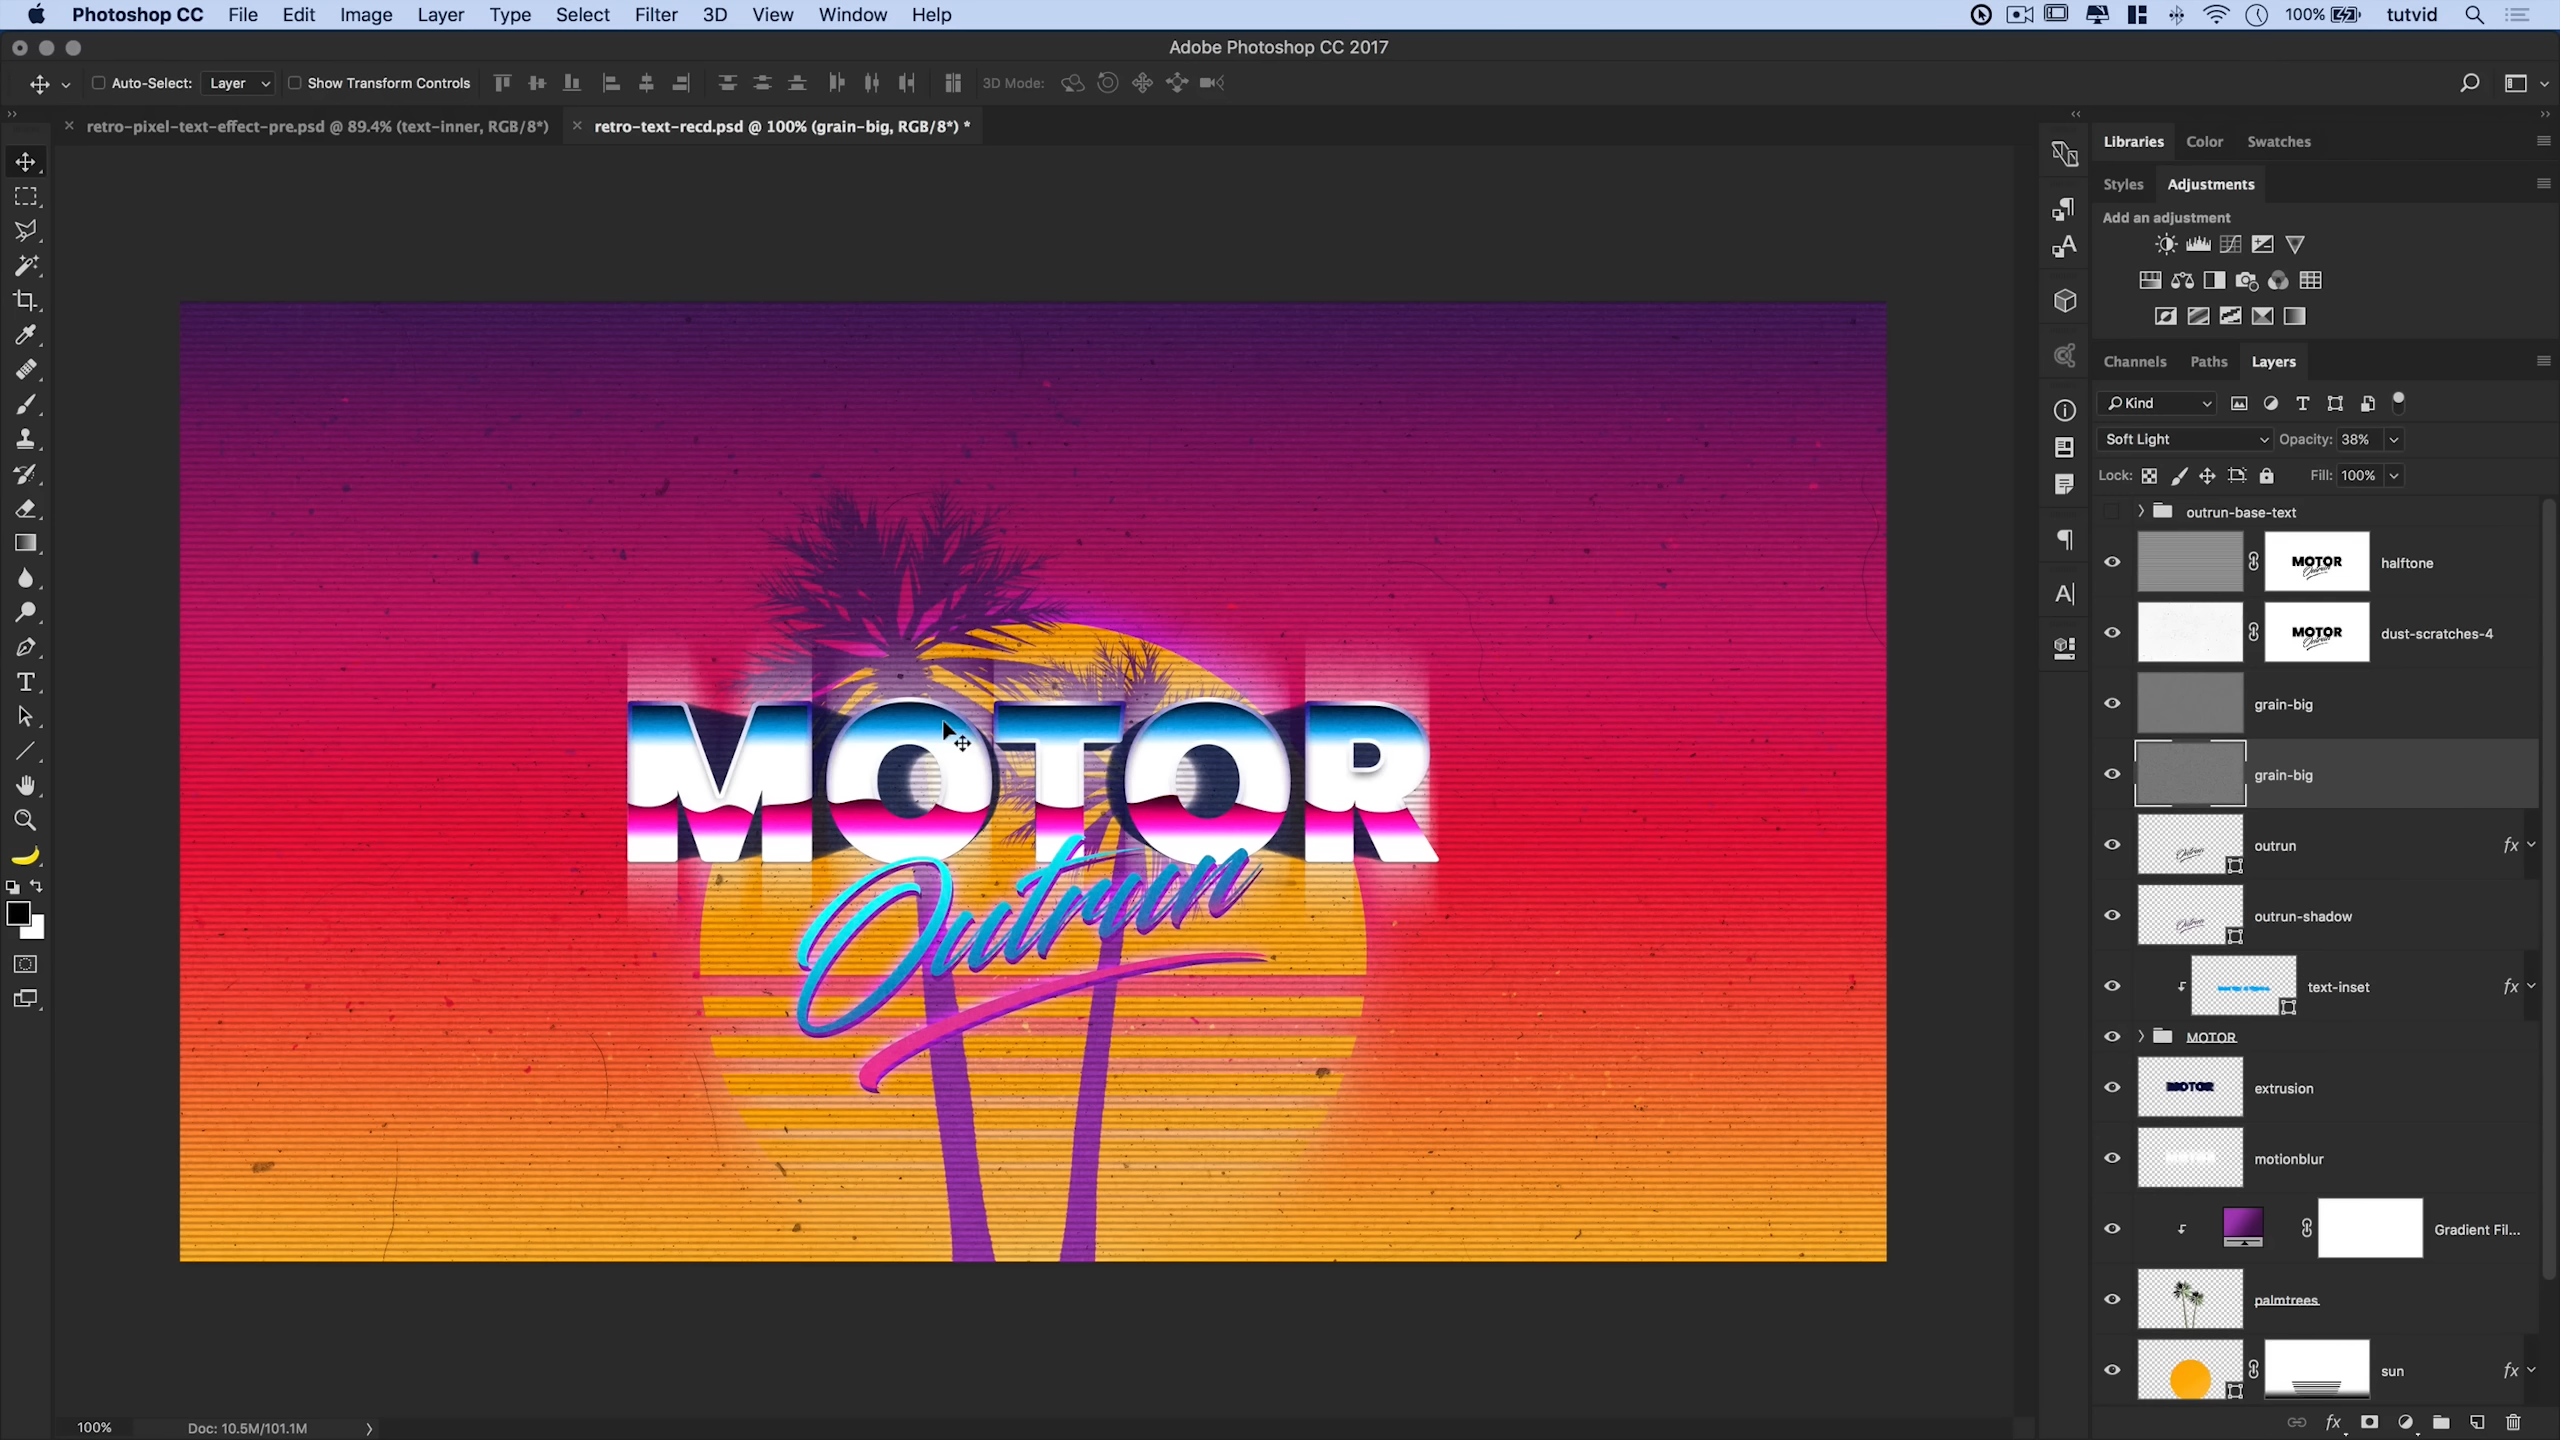 Photoshop CC File Edit Image Layer Type Select Filter 3D View Window Help 100% tutvid
Adobe Photoshop CC 2017
Auto-Select: Layer Show Transform Controls 3D Mode:
retro-pixel-text-effect-pre.psd @ 89.4% (text-inner, RGB/8*) retro-text-recd.psd @ 100% (grain-big, RGB/8*) *
Libraries Color Swatches
Styles Adjustments
Add an adjustment
Channels Paths Layers
Kind
Soft Light Opacity: 38%
Lock: Fill: 100%
outrun-base-text
MOTOR Outrun halftone
MOTOR Outrun dust-scratches-4
grain-big
grain-big
Outrun outrun
Outrun outrun-shadow
text-inset
MOTOR
MOTOR extrusion
motionblur
Gradient Fil...
palmtrees
sun
MOTOR
Outrun
100% Doc: 10.5M/101.1M